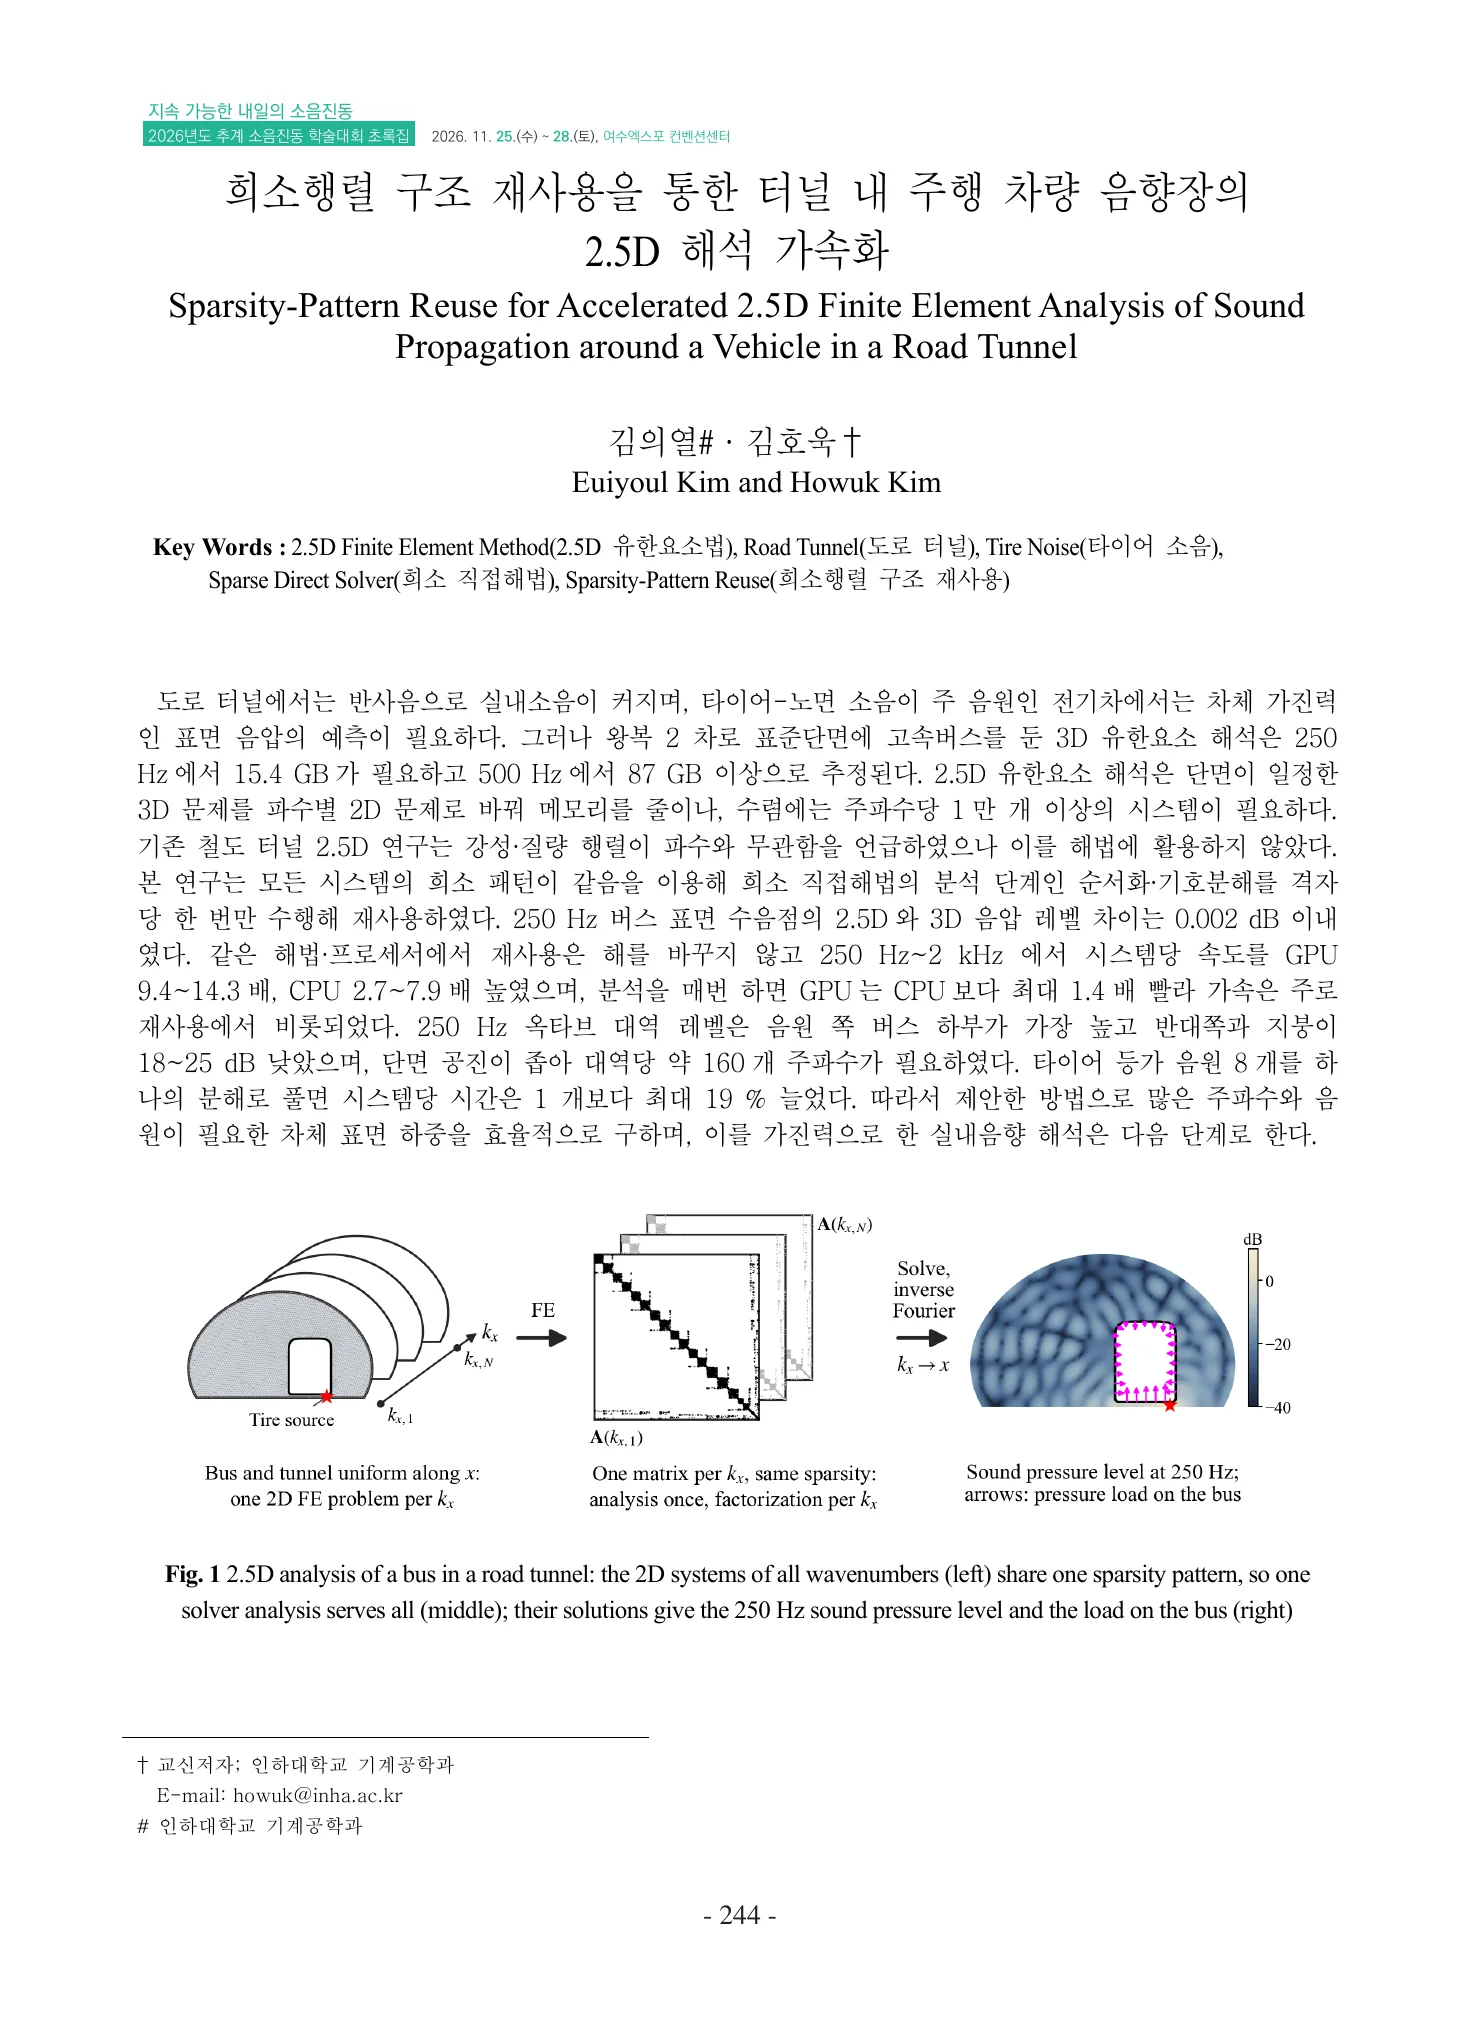 지속 가능한 내일의 소음진동
2026년도 추계 소음진동 학술대회 초록집 2026. 11. 25.(수) ~ 28.(토), 여수엑스포 컨벤션센터
희소행렬 구조 재사용을 통한 터널 내 주행 차량 음향장의
2.5D 해석 가속화
Sparsity-Pattern Reuse for Accelerated 2.5D Finite Element Analysis of Sound
Propagation around a Vehicle in a Road Tunnel
김의열# · 김호욱†
Euiyoul Kim and Howuk Kim
Key Words : 2.5D Finite Element Method(2.5D 유한요소법), Road Tunnel(도로 터널), Tire Noise(타이어 소음),
Sparse Direct Solver(희소 직접해법), Sparsity-Pattern Reuse(희소행렬 구조 재사용)
도로 터널에서는 반사음으로 실내소음이 커지며, 타이어-노면 소음이 주 음원인 전기차에서는 차체 가진력
인 표면 음압의 예측이 필요하다. 그러나 왕복 2 차로 표준단면에 고속버스를 둔 3D 유한요소 해석은 250
Hz 에서 15.4 GB 가 필요하고 500 Hz 에서 87 GB 이상으로 추정된다. 2.5D 유한요소 해석은 단면이 일정한
3D 문제를 파수별 2D 문제로 바꿔 메모리를 줄이나, 수렴에는 주파수당 1 만 개 이상의 시스템이 필요하다.
기존 철도 터널 2.5D 연구는 강성·질량 행렬이 파수와 무관함을 언급하였으나 이를 해법에 활용하지 않았다.
본 연구는 모든 시스템의 희소 패턴이 같음을 이용해 희소 직접해법의 분석 단계인 순서화·기호분해를 격자
당 한 번만 수행해 재사용하였다. 250 Hz 버스 표면 수음점의 2.5D 와 3D 음압 레벨 차이는 0.002 dB 이내
였다. 같은 해법·프로세서에서 재사용은 해를 바꾸지 않고 250 Hz~2 kHz 에서 시스템당 속도를 GPU
9.4~14.3 배, CPU 2.7~7.9 배 높였으며, 분석을 매번 하면 GPU 는 CPU 보다 최대 1.4 배 빨라 가속은 주로
재사용에서 비롯되었다. 250 Hz 옥타브 대역 레벨은 음원 쪽 버스 하부가 가장 높고 반대쪽과 지붕이
18~25 dB 낮았으며, 단면 공진이 좁아 대역당 약 160 개 주파수가 필요하였다. 타이어 등가 음원 8 개를 하
나의 분해로 풀면 시스템당 시간은 1 개보다 최대 19 % 늘었다. 따라서 제안한 방법으로 많은 주파수와 음
원이 필요한 차체 표면 하중을 효율적으로 구하며, 이를 가진력으로 한 실내음향 해석은 다음 단계로 한다.
Tire source
kx,1
kx,N
kx
FE
A(kx,1)
A(kx,N)
Solve,
inverse
Fourier
kx → x
dB
0
−20
−40
Bus and tunnel uniform along x:
one 2D FE problem per kx
One matrix per kx, same sparsity:
analysis once, factorization per kx
Sound pressure level at 250 Hz;
arrows: pressure load on the bus
Fig. 1 2.5D analysis of a bus in a road tunnel: the 2D systems of all wavenumbers (left) share one sparsity pattern, so one
solver analysis serves all (middle); their solutions give the 250 Hz sound pressure level and the load on the bus (right)
† 교신저자; 인하대학교 기계공학과
E-mail: howuk@inha.ac.kr
# 인하대학교 기계공학과
- 244 -